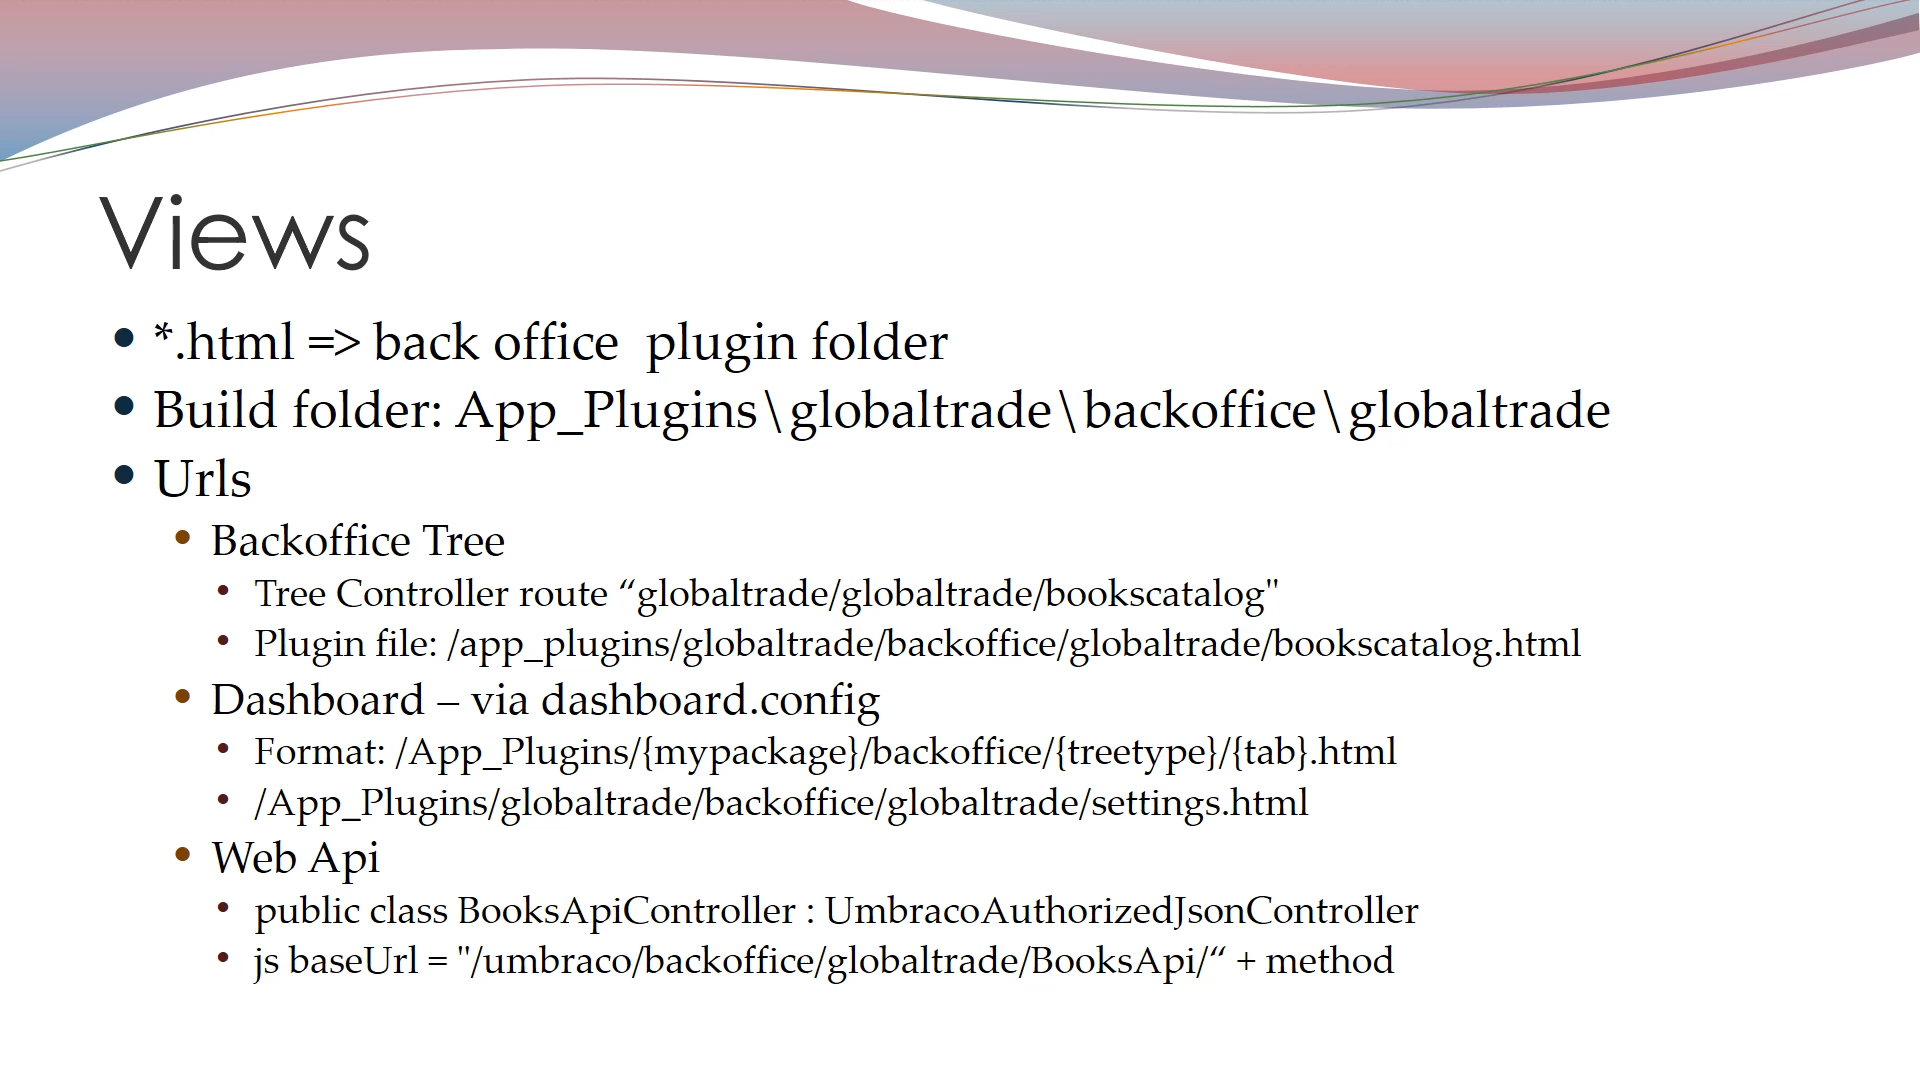 Views
• *.html => back office  plugin folder
• Build folder: App_Plugins\globaltrade\backoffice\globaltrade
• Urls
• Backoffice Tree
• Tree Controller route “globaltrade/globaltrade/bookscatalog"
• Plugin file: /app_plugins/globaltrade/backoffice/globaltrade/bookscatalog.html
• Dashboard – via dashboard.config
• Format: /App_Plugins/{mypackage}/backoffice/{treetype}/{tab}.html
• /App_Plugins/globaltrade/backoffice/globaltrade/settings.html
• Web Api
• public class BooksApiController : UmbracoAuthorizedJsonController
• js baseUrl = "/umbraco/backoffice/globaltrade/BooksApi/“ + method